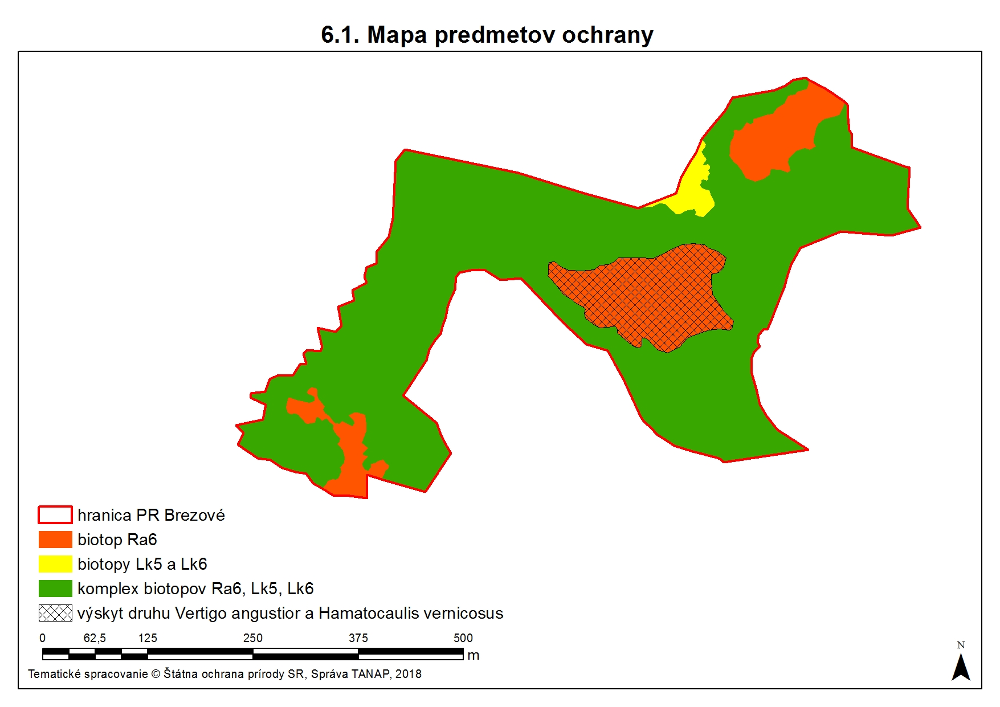 6.1. Mapa predmetov ochrany
hranica PR Brezové
biotop Ra6
biotopy Lk5 a Lk6
komplex biotopov Ra6, Lk5, Lk6
výskyt druhu Vertigo angustior a Hamatocaulis vernicosus
0 62,5 125 250 375 500
m
N
Tematické spracovanie © Štátna ochrana prírody SR, Správa TANAP, 2018